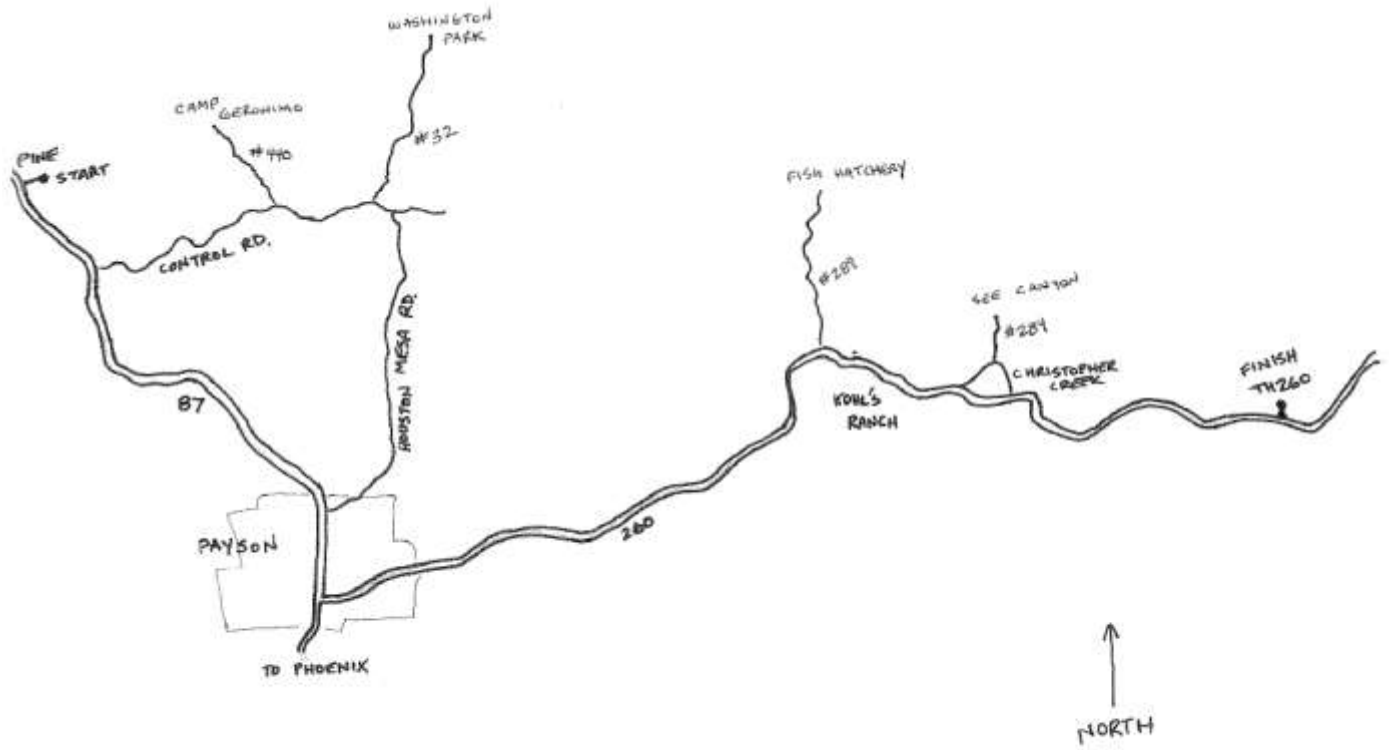 WASHINGTON
PARK
CAMP
GERONIMO
#32
#440
PINE
START
FISH HATCHERY
CONTROL RD.
#289
SEE CANYON
#284
HOUSTON MESA RD.
CHRISTOPHER
CREEK
FINISH
TH260
87
KOHL'S
RANCH
260
PAYSON
TO PHOENIX
NORTH